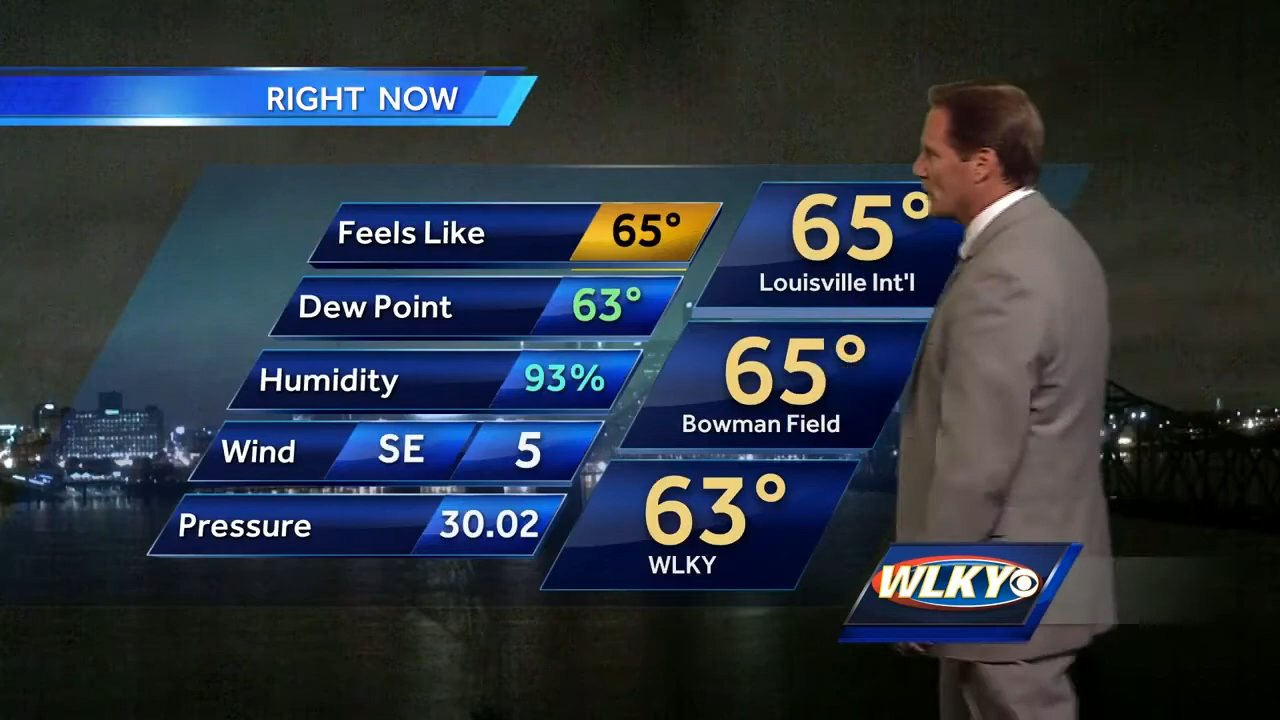 RIGHT NOW
Feels Like 65°
Dew Point 63°
Humidity 93%
Wind SE 5
Pressure 30.02
65°
Louisville Int'l
65°
Bowman Field
63°
WLKY
WLKY